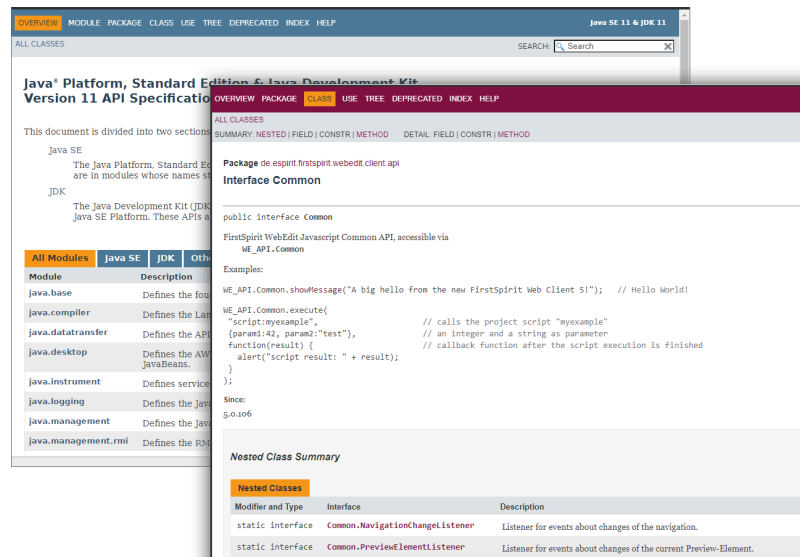 OVERVIEW MODULE PACKAGE CLASS USE TREE DEPRECATED INDEX HELP
Java SE 11 & JDK 11
ALL CLASSES
SEARCH: Search
Java® Platform, Standard Edition & Java Development Kit
Version 11 API Specificatio
This document is divided into two sections
Java SE
The Java Platform, Standard Ed
are in modules whose names st
JDK
The Java Development Kit (JDK
Java SE Platform. These APIs a
All Modules Java SE JDK Othe
Module Description
java.base Defines the fou
java.compiler Defines the Lan
java.datatransfer Defines the API
java.desktop Defines the AW
JavaBeans.
java.instrument Defines service
java.logging Defines the Java
java.management Defines the Java
java.management.rmi Defines the RM
OVERVIEW PACKAGE CLASS USE TREE DEPRECATED INDEX HELP
ALL CLASSES
SUMMARY: NESTED | FIELD | CONSTR | METHOD DETAIL: FIELD | CONSTR | METHOD
Package de.espirit.firstspirit.webedit.client.api
Interface Common
public interface Common
FirstSpirit WebEdit Javascript Common API, accessible via
WE_API.Common
Examples:
WE_API.Common.showMessage("A big hello from the new FirstSpirit Web Client 5!"); // Hello World!
WE_API.Common.execute(
"script:myexample", // calls the project script "myexample"
{param1:42, param2:"test"}, // an integer and a string as parameter
function(result) { // callback function after the script execution is finished
alert("script result: " + result);
}
);
Since:
5.0.106
Nested Class Summary
Nested Classes
Modifier and Type Interface Description
static interface Common.NavigationChangeListener Listener for events about changes of the navigation.
static interface Common.PreviewElementListener Listener for events about changes of the current Preview-Element.